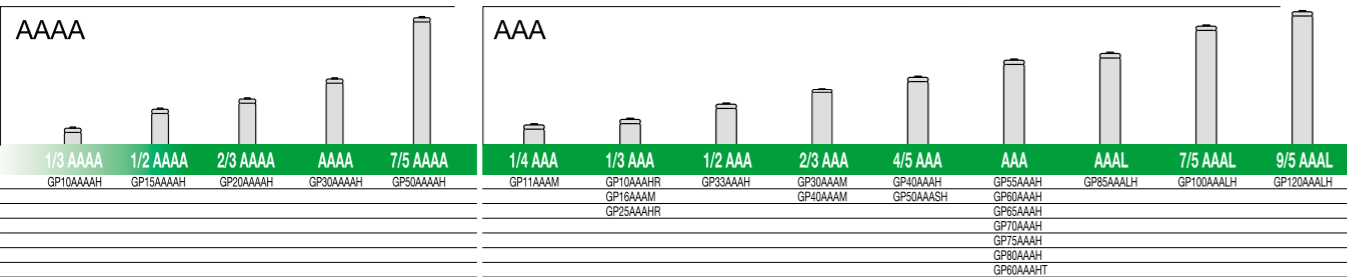 AAAA
1/3 AAAA 1/2 AAAA 2/3 AAAA AAAA 7/5 AAAA
GP10AAAAH GP15AAAAH GP20AAAAH GP30AAAAH GP50AAAAH
AAA
1/4 AAA 1/3 AAA 1/2 AAA 2/3 AAA 4/5 AAA AAA AAAL 7/5 AAAL 9/5 AAAL
GP11AAAM GP10AAAHR GP33AAAH GP30AAAM GP40AAAH GP55AAAH GP85AAALH GP100AAALH GP120AAALH
GP16AAAM GP40AAAM GP50AAASH GP60AAAH
GP25AAAHR GP65AAAH
GP70AAAH
GP75AAAH
GP80AAAH
GP60AAAHT